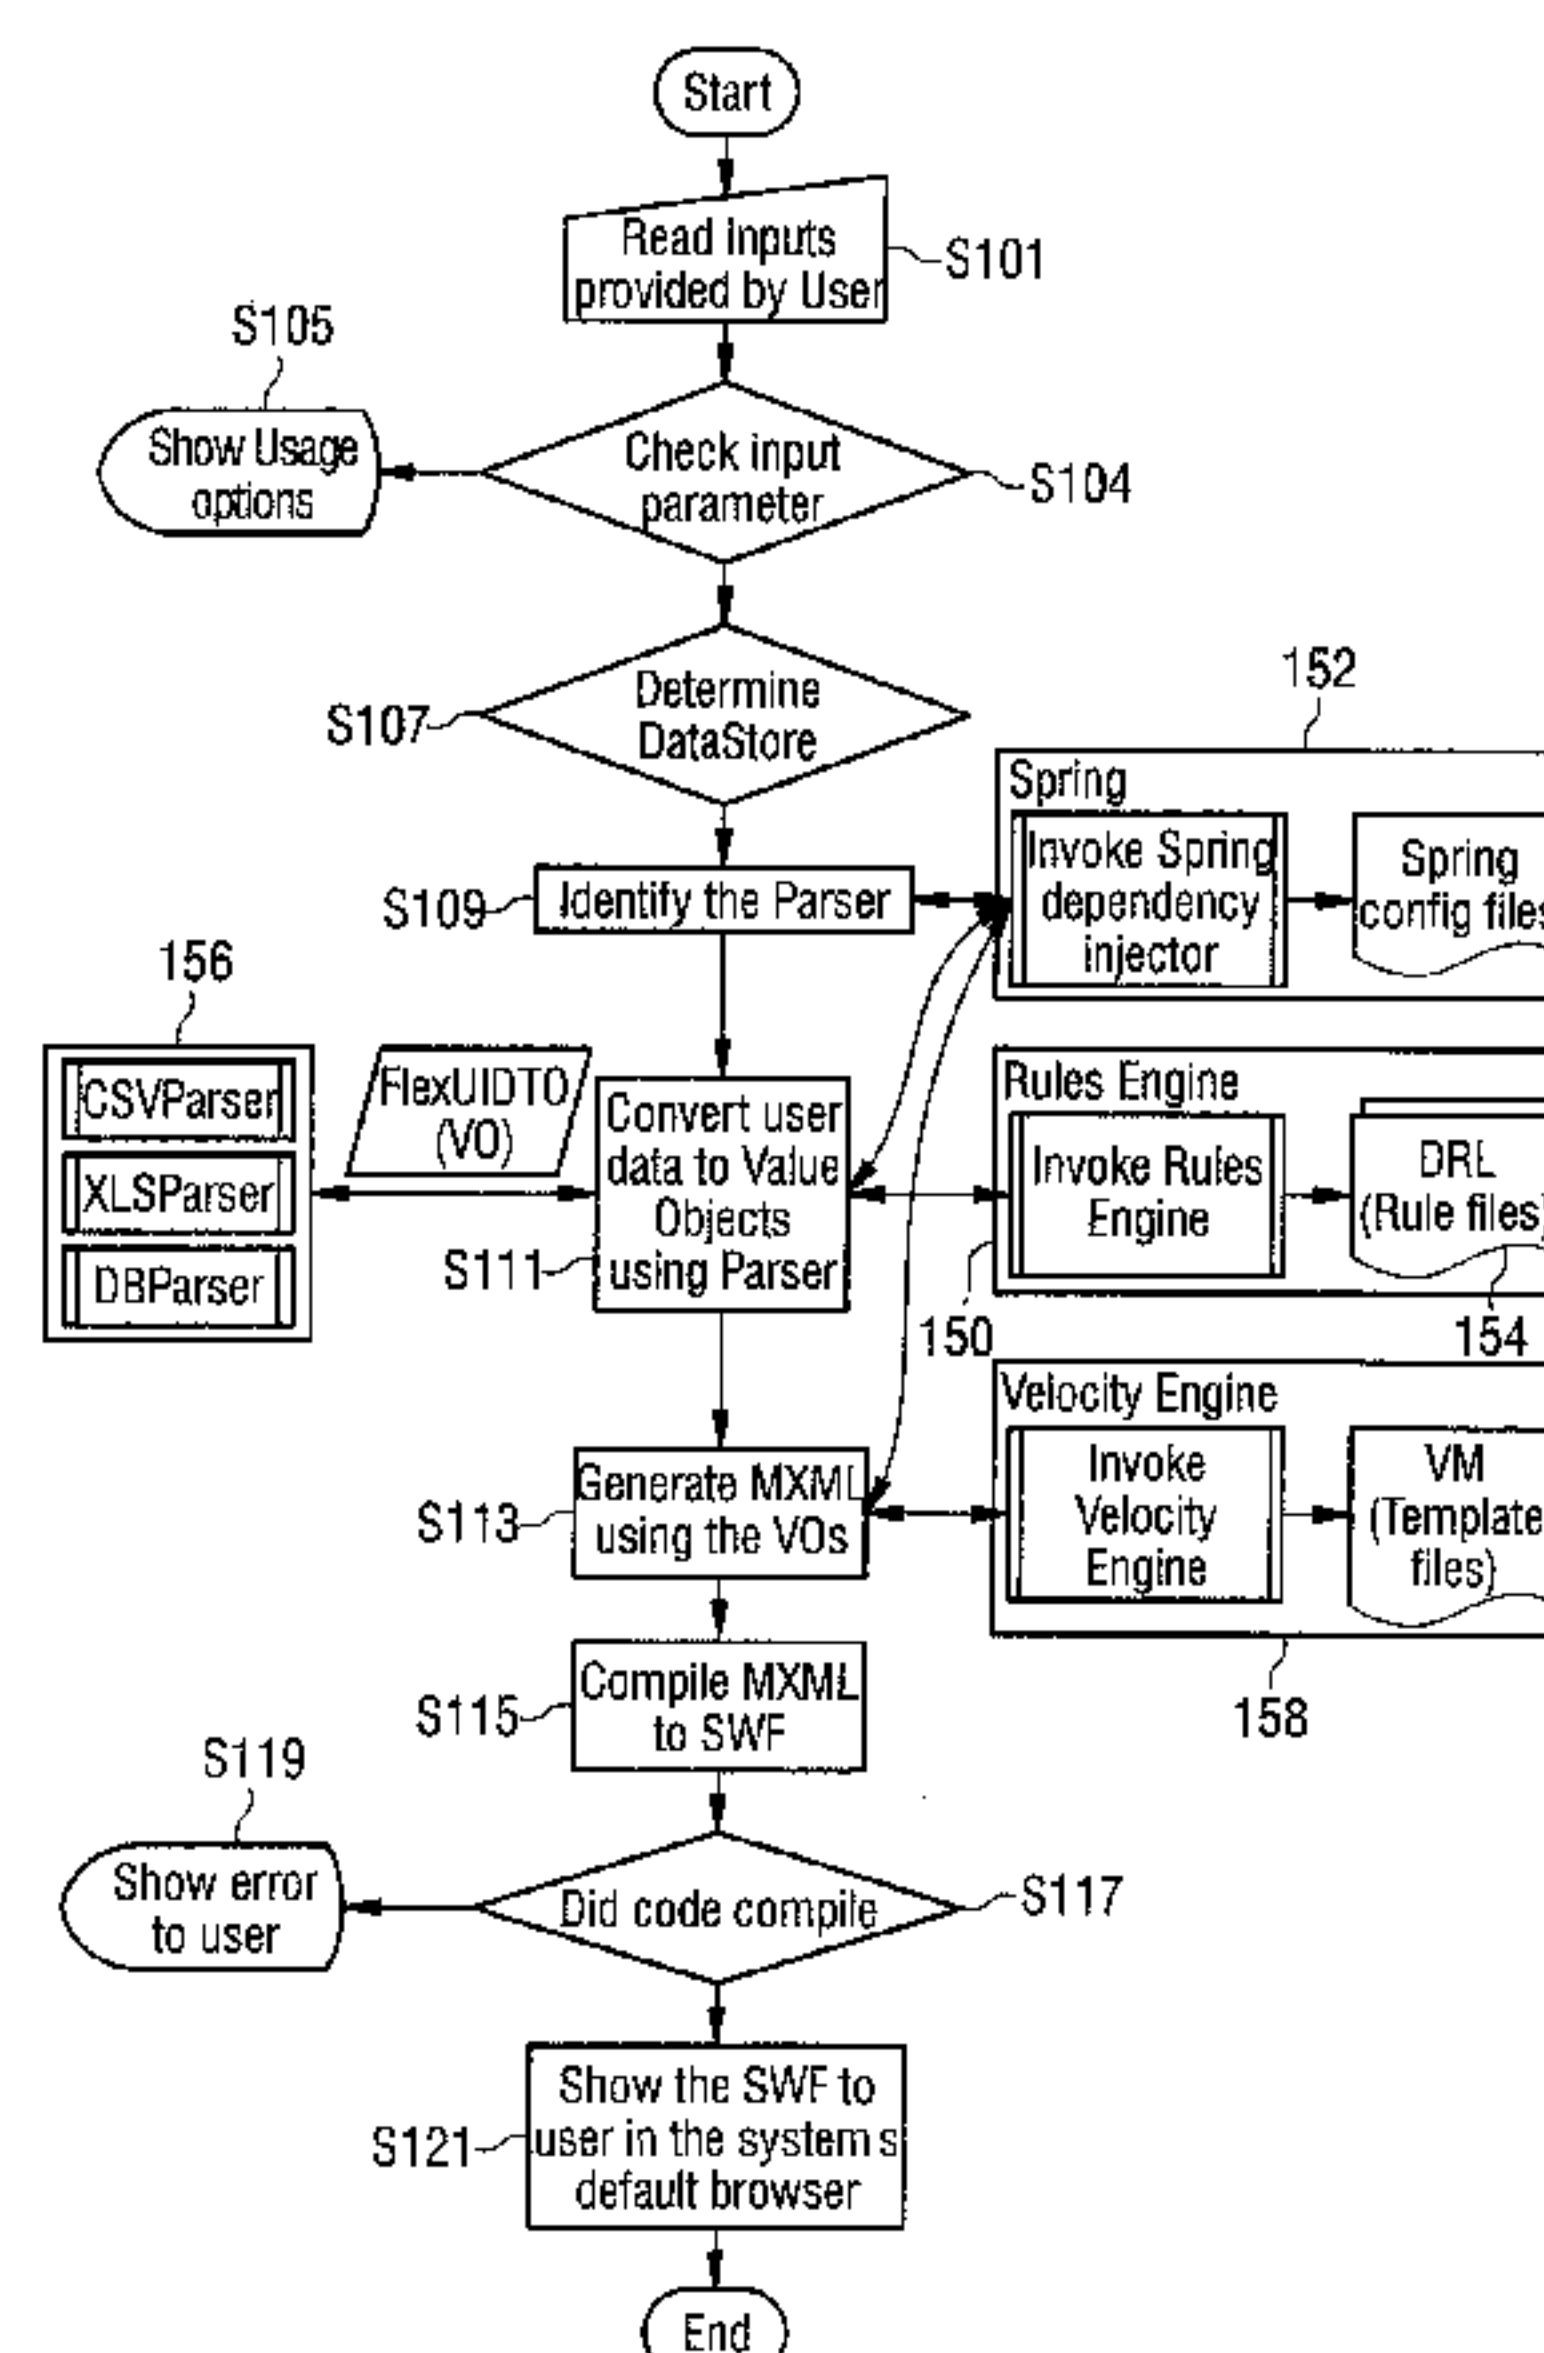 Start
Read inputs
provided by User
S101
S105
Show Usage
options
Check input
parameter
S104
Determine
DataStore
S107
152
Spring
Identify the Parser
S109
Invoke Spring
dependency
injector
Spring
config files
156
CSVParser
XLSParser
DBParser
FlexUIDTO
(VO)
Convert user
data to Value
Objects
using Parser
S111
Rules Engine
Invoke Rules
Engine
DRL
(Rule files)
150
154
Velocity Engine
Generate MXML
using the VOs
S113
Invoke
Velocity
Engine
VM
(Template
files)
158
Compile MXML
to SWF
S115
S119
Show error
to user
Did code compile
S117
Show the SWF to
user in the system s
default browser
S121
End